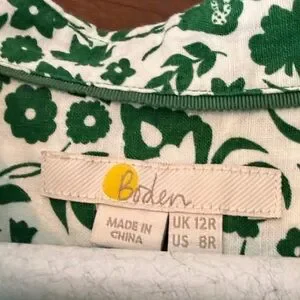 Boden
MADE IN
CHINA
UK 12R
US 8R